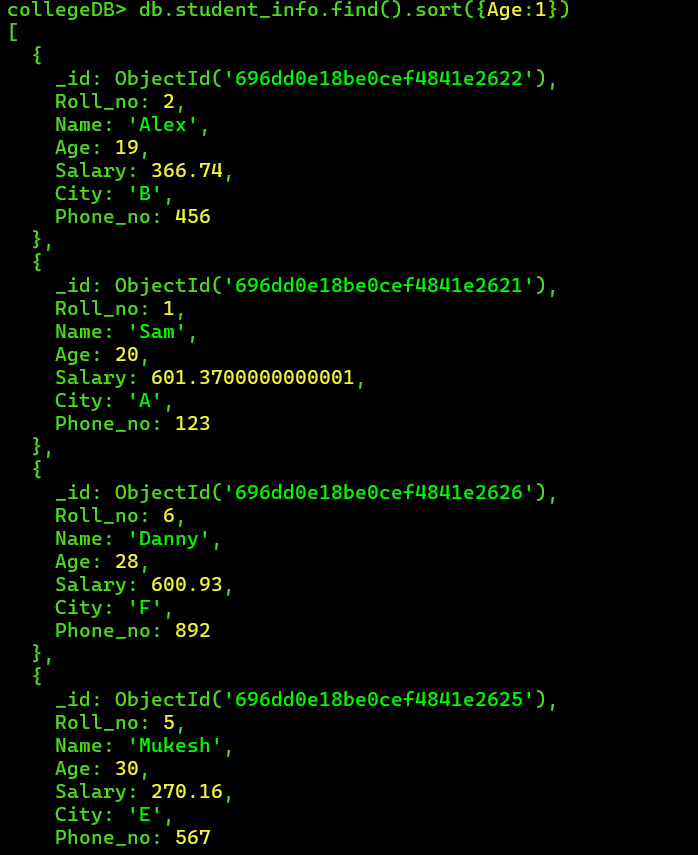 collegeDB> db.student_info.find().sort({Age:1})
[
  {
    _id: ObjectId('696dd0e18be0cef4841e2622'),
    Roll_no: 2,
    Name: 'Alex',
    Age: 19,
    Salary: 366.74,
    City: 'B',
    Phone_no: 456
  },
  {
    _id: ObjectId('696dd0e18be0cef4841e2621'),
    Roll_no: 1,
    Name: 'Sam',
    Age: 20,
    Salary: 601.3700000000001,
    City: 'A',
    Phone_no: 123
  },
  {
    _id: ObjectId('696dd0e18be0cef4841e2626'),
    Roll_no: 6,
    Name: 'Danny',
    Age: 28,
    Salary: 600.93,
    City: 'F',
    Phone_no: 892
  },
  {
    _id: ObjectId('696dd0e18be0cef4841e2625'),
    Roll_no: 5,
    Name: 'Mukesh',
    Age: 30,
    Salary: 270.16,
    City: 'E',
    Phone_no: 567